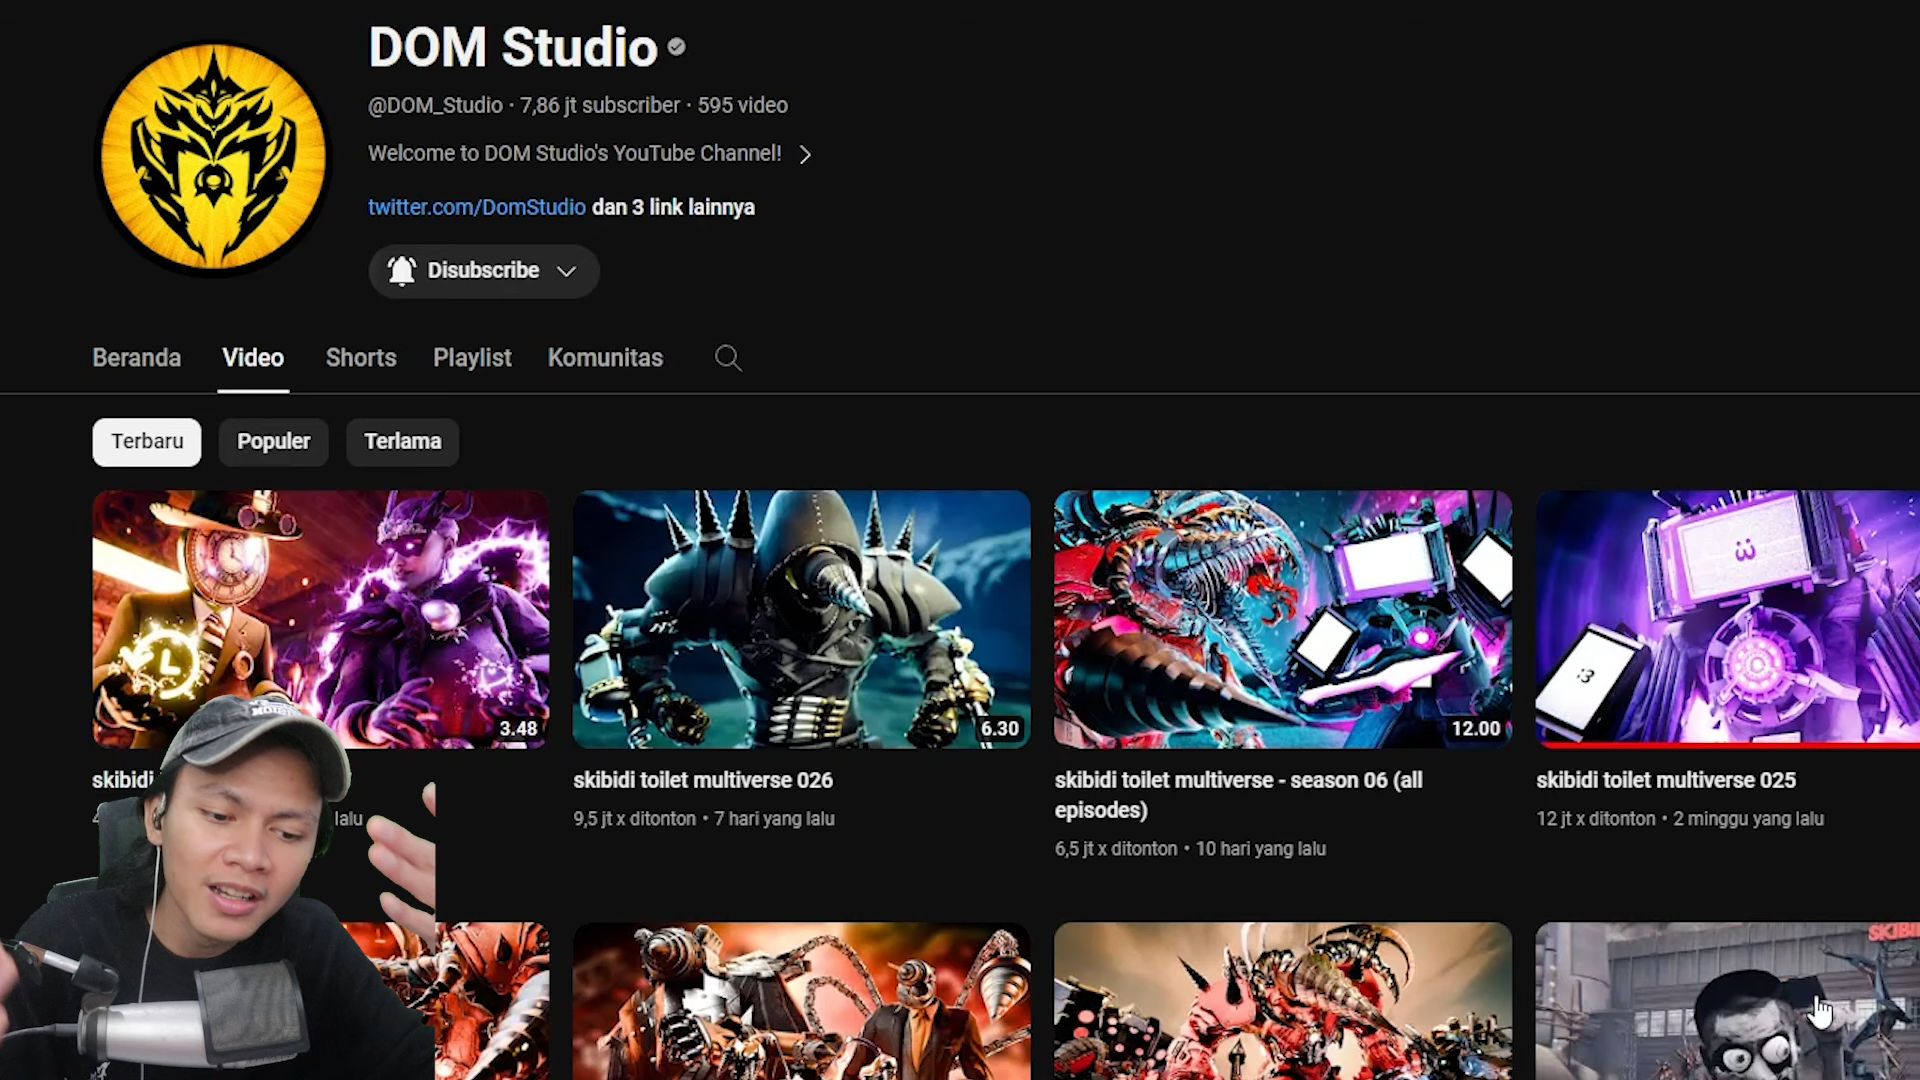 DOM Studio
@DOM_Studio · 7,86 jt subscriber · 595 video
Welcome to DOM Studio's YouTube Channel!
twitter.com/DomStudio dan 3 link lainnya
Disubscribe
Beranda Video Shorts Playlist Komunitas
Terbaru Populer Terlama
3.48
6.30
12.00
skibidi
lalu
skibidi toilet multiverse 026
9,5 jt x ditonton • 7 hari yang lalu
skibidi toilet multiverse - season 06 (all
episodes)
6,5 jt x ditonton • 10 hari yang lalu
skibidi toilet multiverse 025
12 jt x ditonton • 2 minggu yang lalu